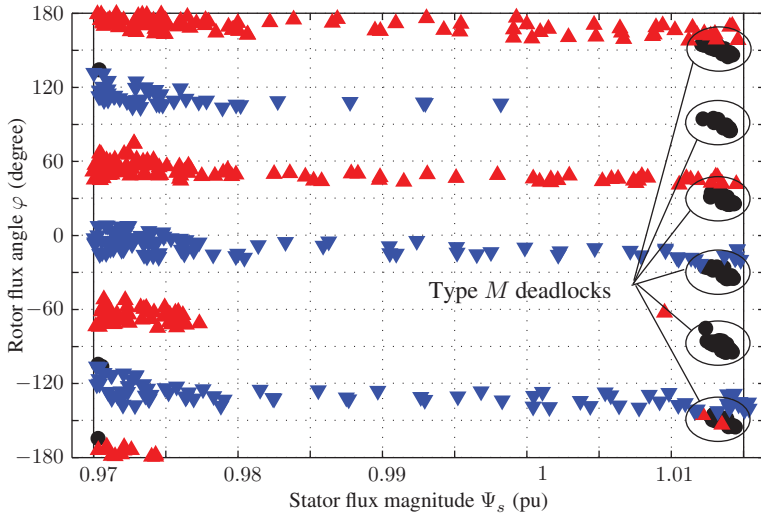 180
120
60
0
−60
−120
−180
Rotor flux angle φ (degree)
Type M deadlocks
0.97 0.98 0.99 1 1.01
Stator flux magnitude Ψs (pu)